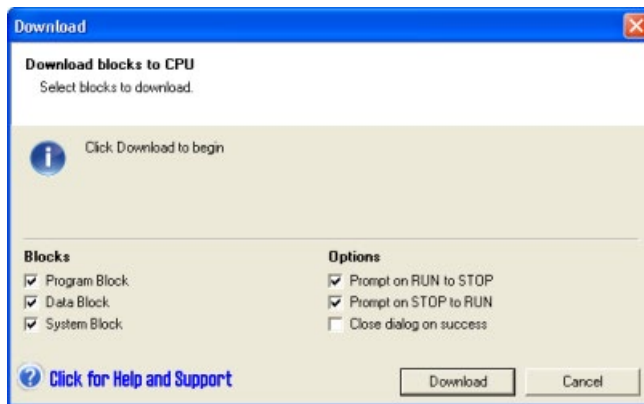 Download
Download blocks to CPU
Select blocks to download.
Click Download to begin
Blocks
Program Block
Data Block
System Block
Options
Prompt on RUN to STOP
Prompt on STOP to RUN
Close dialog on success
Click for Help and Support
Download
Cancel